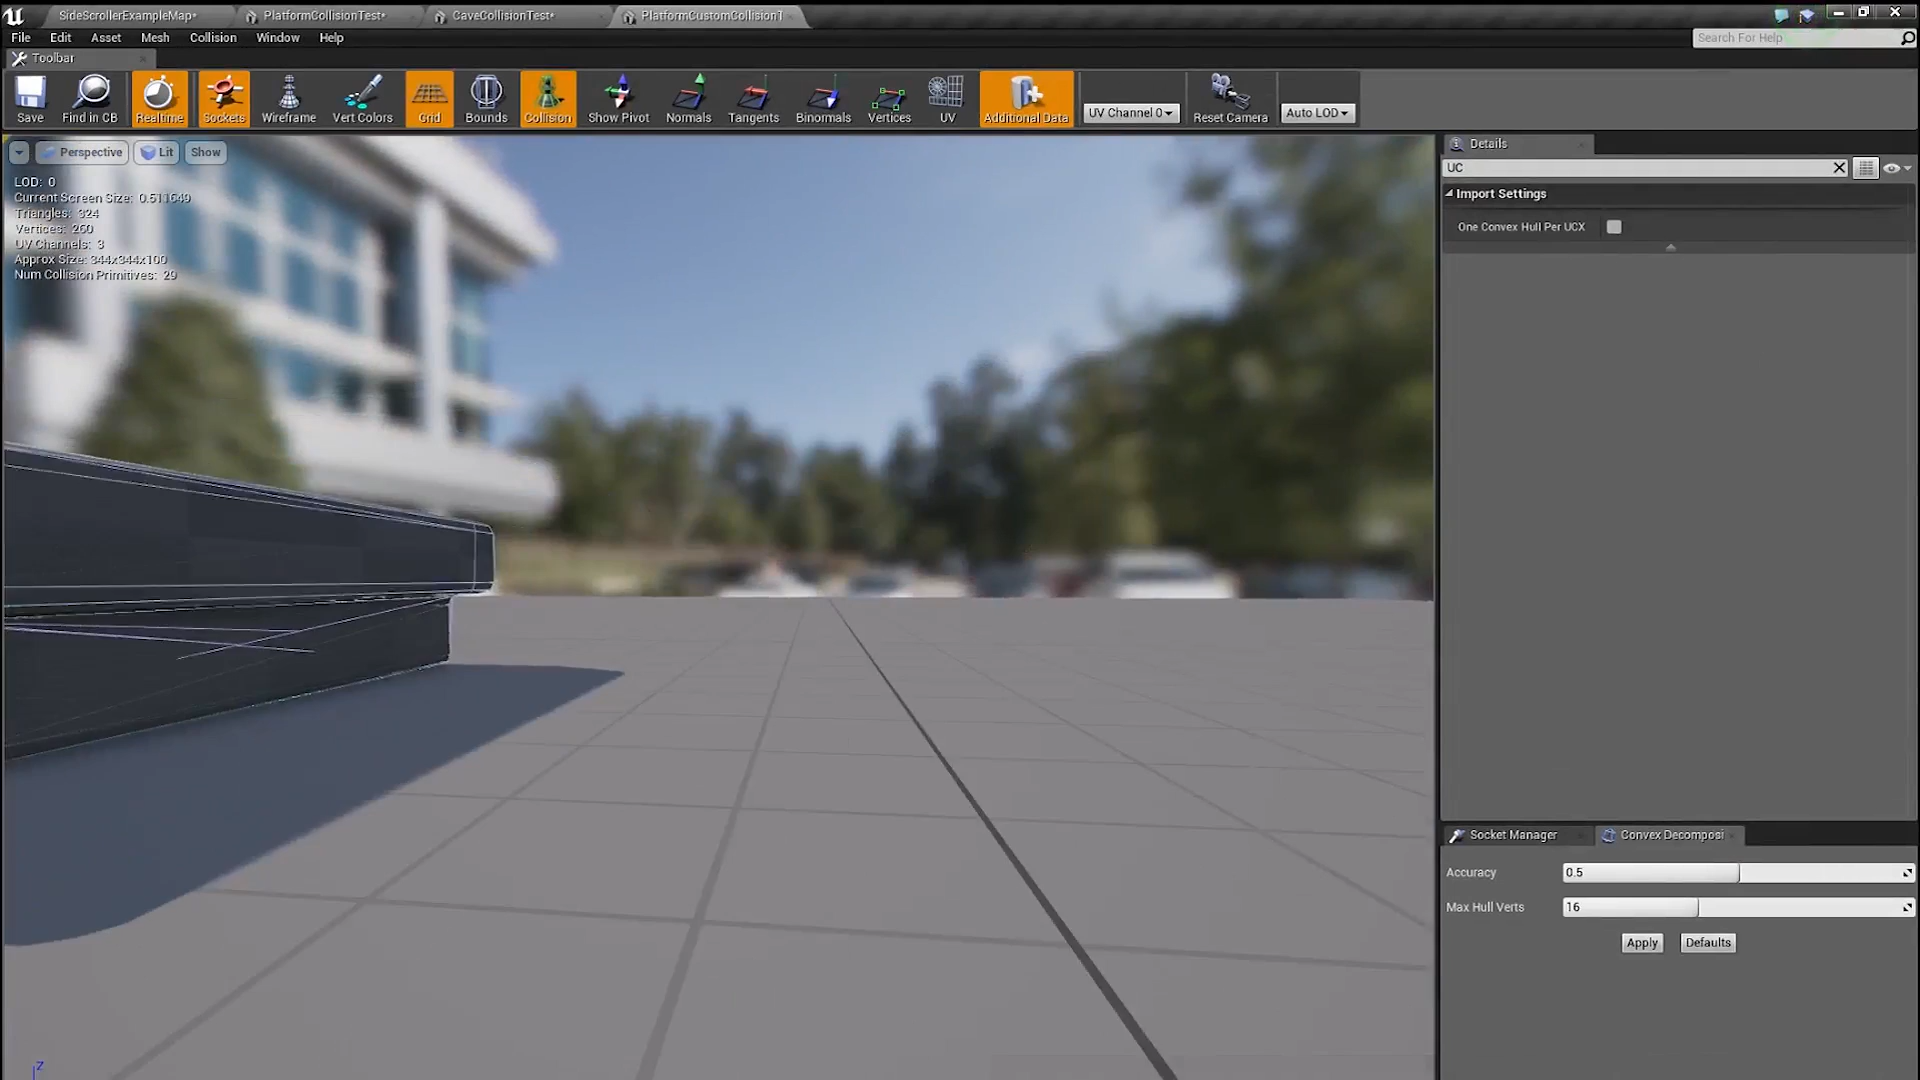 SideScrollerExampleMap*
PlatformCollisionTest*
CaveCollisionTest*
PlatformCustomCollision1
File
Edit
Asset
Mesh
Collision
Window
Help
Search For Help
Toolbar
Save
Find in CB
Realtime
Sockets
Wireframe
Vert Colors
Grid
Bounds
Collision
Show Pivot
Normals
Tangents
Binormals
Vertices
UV
Additional Data
UV Channel 0
Reset Camera
Auto LOD
Perspective
Lit
Show
LOD: 0
Current Screen Size: 0.511649
Triangles: 324
Vertices: 260
UV Channels: 3
Approx Size: 344x344x100
Num Collision Primitives: 29
Z
Details
UC
Import Settings
One Convex Hull Per UCX
Socket Manager
Convex Decomposi
Accuracy
0.5
Max Hull Verts
16
Apply
Defaults